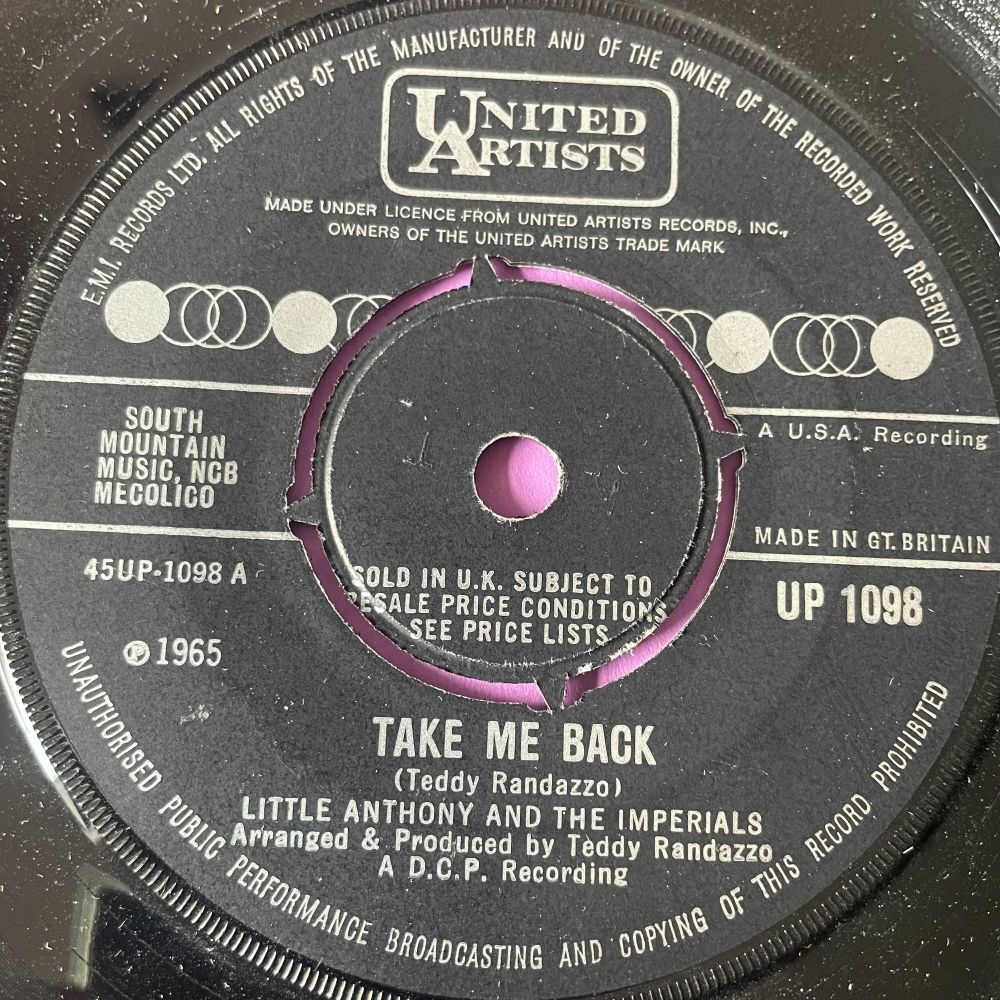 E.M.I. RECORDS LTD. ALL RIGHTS OF THE MANUFACTURER AND OF THE OWNER OF THE RECORDED WORK RESERVED
UNITED
ARTISTS
MADE UNDER LICENCE FROM UNITED ARTISTS RECORDS, INC.,
OWNERS OF THE UNITED ARTISTS TRADE MARK
SOUTH
MOUNTAIN
MUSIC, NCB
MECOLICO
A U.S.A. Recording
MADE IN GT. BRITAIN
45UP-1098 A
UP 1098
℗ 1965
SOLD IN U.K. SUBJECT TO
RESALE PRICE CONDITIONS
SEE PRICE LISTS
TAKE ME BACK
(Teddy Randazzo)
LITTLE ANTHONY AND THE IMPERIALS
Arranged & Produced by Teddy Randazzo
A D.C.P. Recording
UNAUTHORISED PUBLIC PERFORMANCE BROADCASTING AND COPYING OF THIS RECORD PROHIBITED